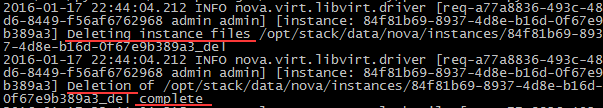 2016-01-17 22:44:04.212 INFO nova.virt.libvirt.driver [req-a77a8836-493c-48
d6-8449-f56af6762968 admin admin] [instance: 84f81b69-8937-4d8e-b16d-0f67e9
b389a3] Deleting instance files /opt/stack/data/nova/instances/84f81b69-893
7-4d8e-b16d-0f67e9b389a3_del
2016-01-17 22:44:04.212 INFO nova.virt.libvirt.driver [req-a77a8836-493c-48
d6-8449-f56af6762968 admin admin] [instance: 84f81b69-8937-4d8e-b16d-0f67e9
b389a3] Deletion of /opt/stack/data/nova/instances/84f81b69-8937-4d8e-b16d-
0f67e9b389a3_del complete